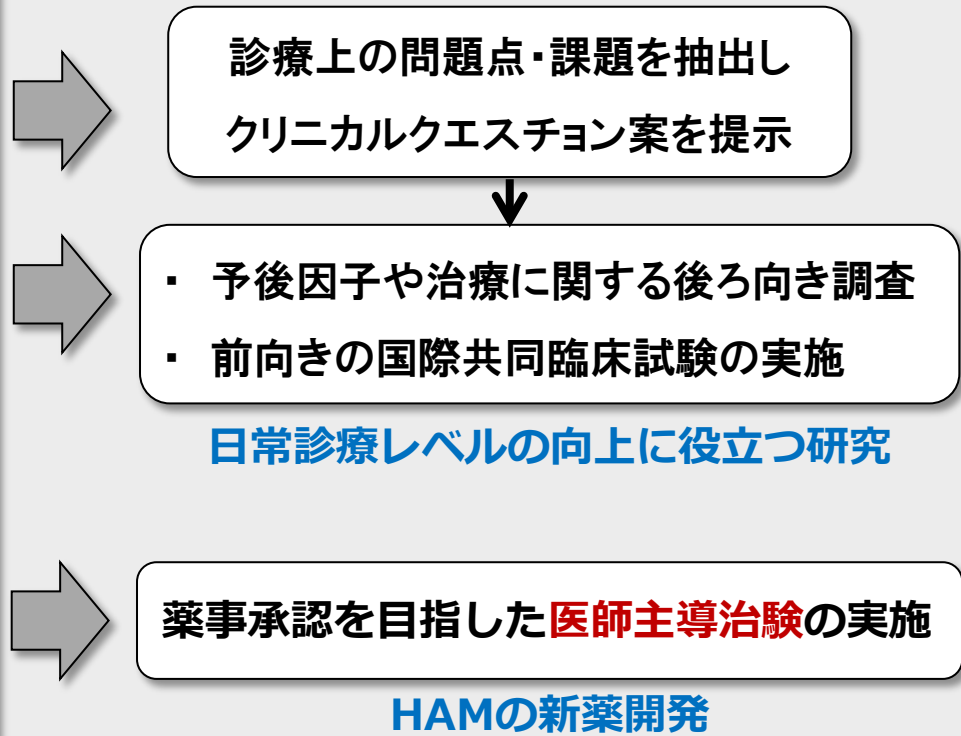 診療上の問題点・課題を抽出し
クリニカルクエスチョン案を提示
・ 予後因子や治療に関する後ろ向き調査
・ 前向きの国際共同臨床試験の実施
日常診療レベルの向上に役立つ研究
薬事承認を目指した医師主導治験の実施
HAMの新薬開発